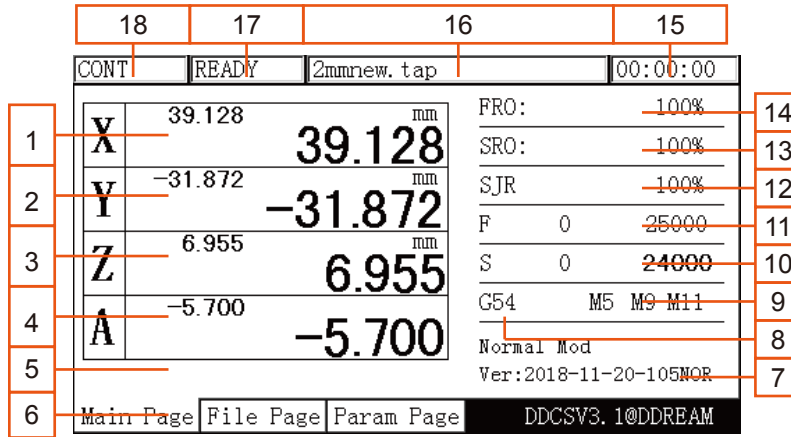 18 17 16 15
CONT READY 2mmnew.tap 00:00:00
1 X 39.128 mm 39.128 FRO: 100% 14
SRO: 100% 13
2 Y -31.872 mm -31.872 SJR 100% 12
F 0 25000 11
3 Z 6.955 mm 6.955 S 0 24000 10
4 A -5.700 -5.700 G54 M5 M9 M11 9
8
5 Normal Mod
Ver:2018-11-20-105NOR 7
6 Main Page File Page Param Page DDCSV3.1@DDREAM